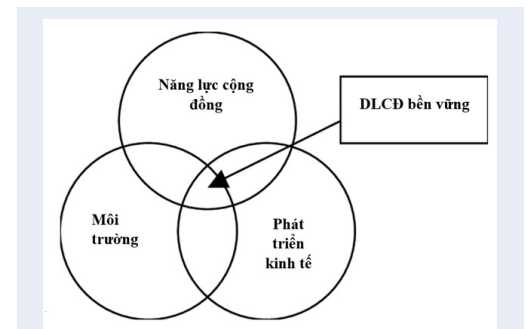 Năng lực cộng
đồng
DLCĐ bền vững
Môi
trường
Phát
triển
kinh tế